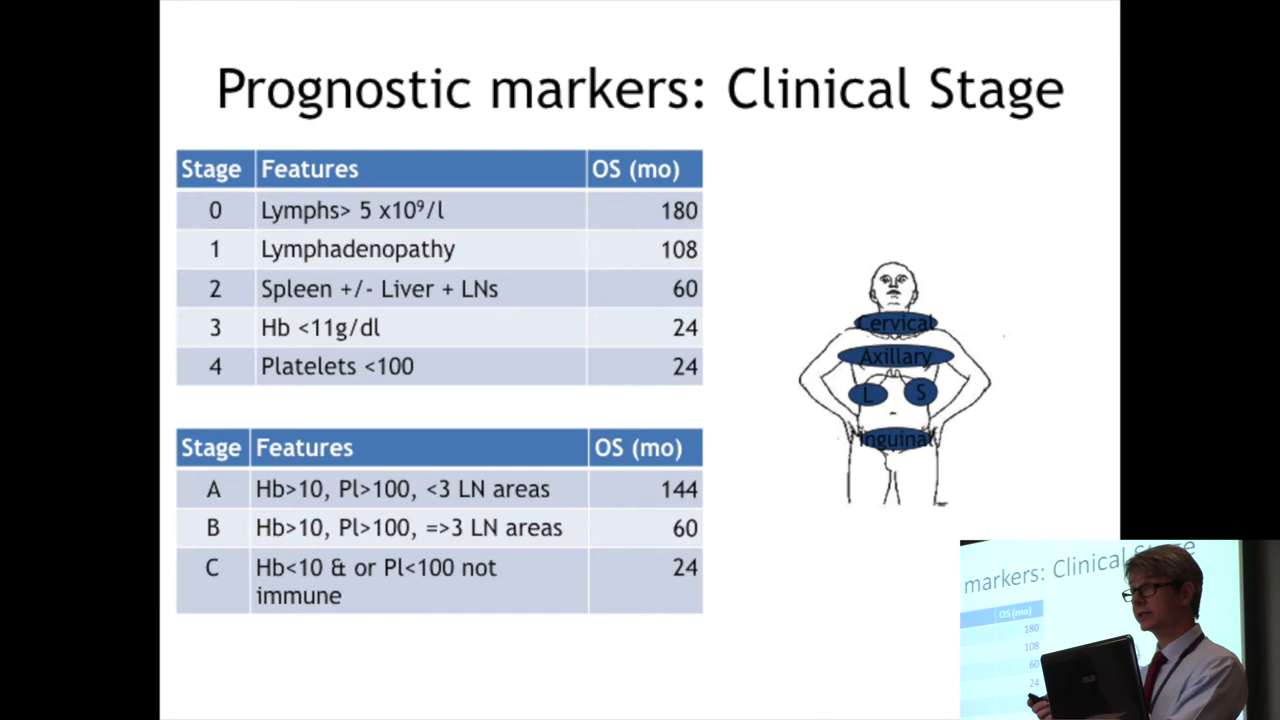 Prognostic markers: Clinical Stage
Stage Features OS (mo)
0 Lymphs> 5 x10⁹/l 180
1 Lymphadenopathy 108
2 Spleen +/- Liver + LNs 60
3 Hb <11g/dl 24
4 Platelets <100 24
Stage Features OS (mo)
A Hb>10, Pl>100, <3 LN areas 144
B Hb>10, Pl>100, =>3 LN areas 60
C Hb<10 & or Pl<100 not
immune 24
Cervical
Axillary
L S
Inguinal
markers: Clinical Stage
OS (mo)
180
108
60
24